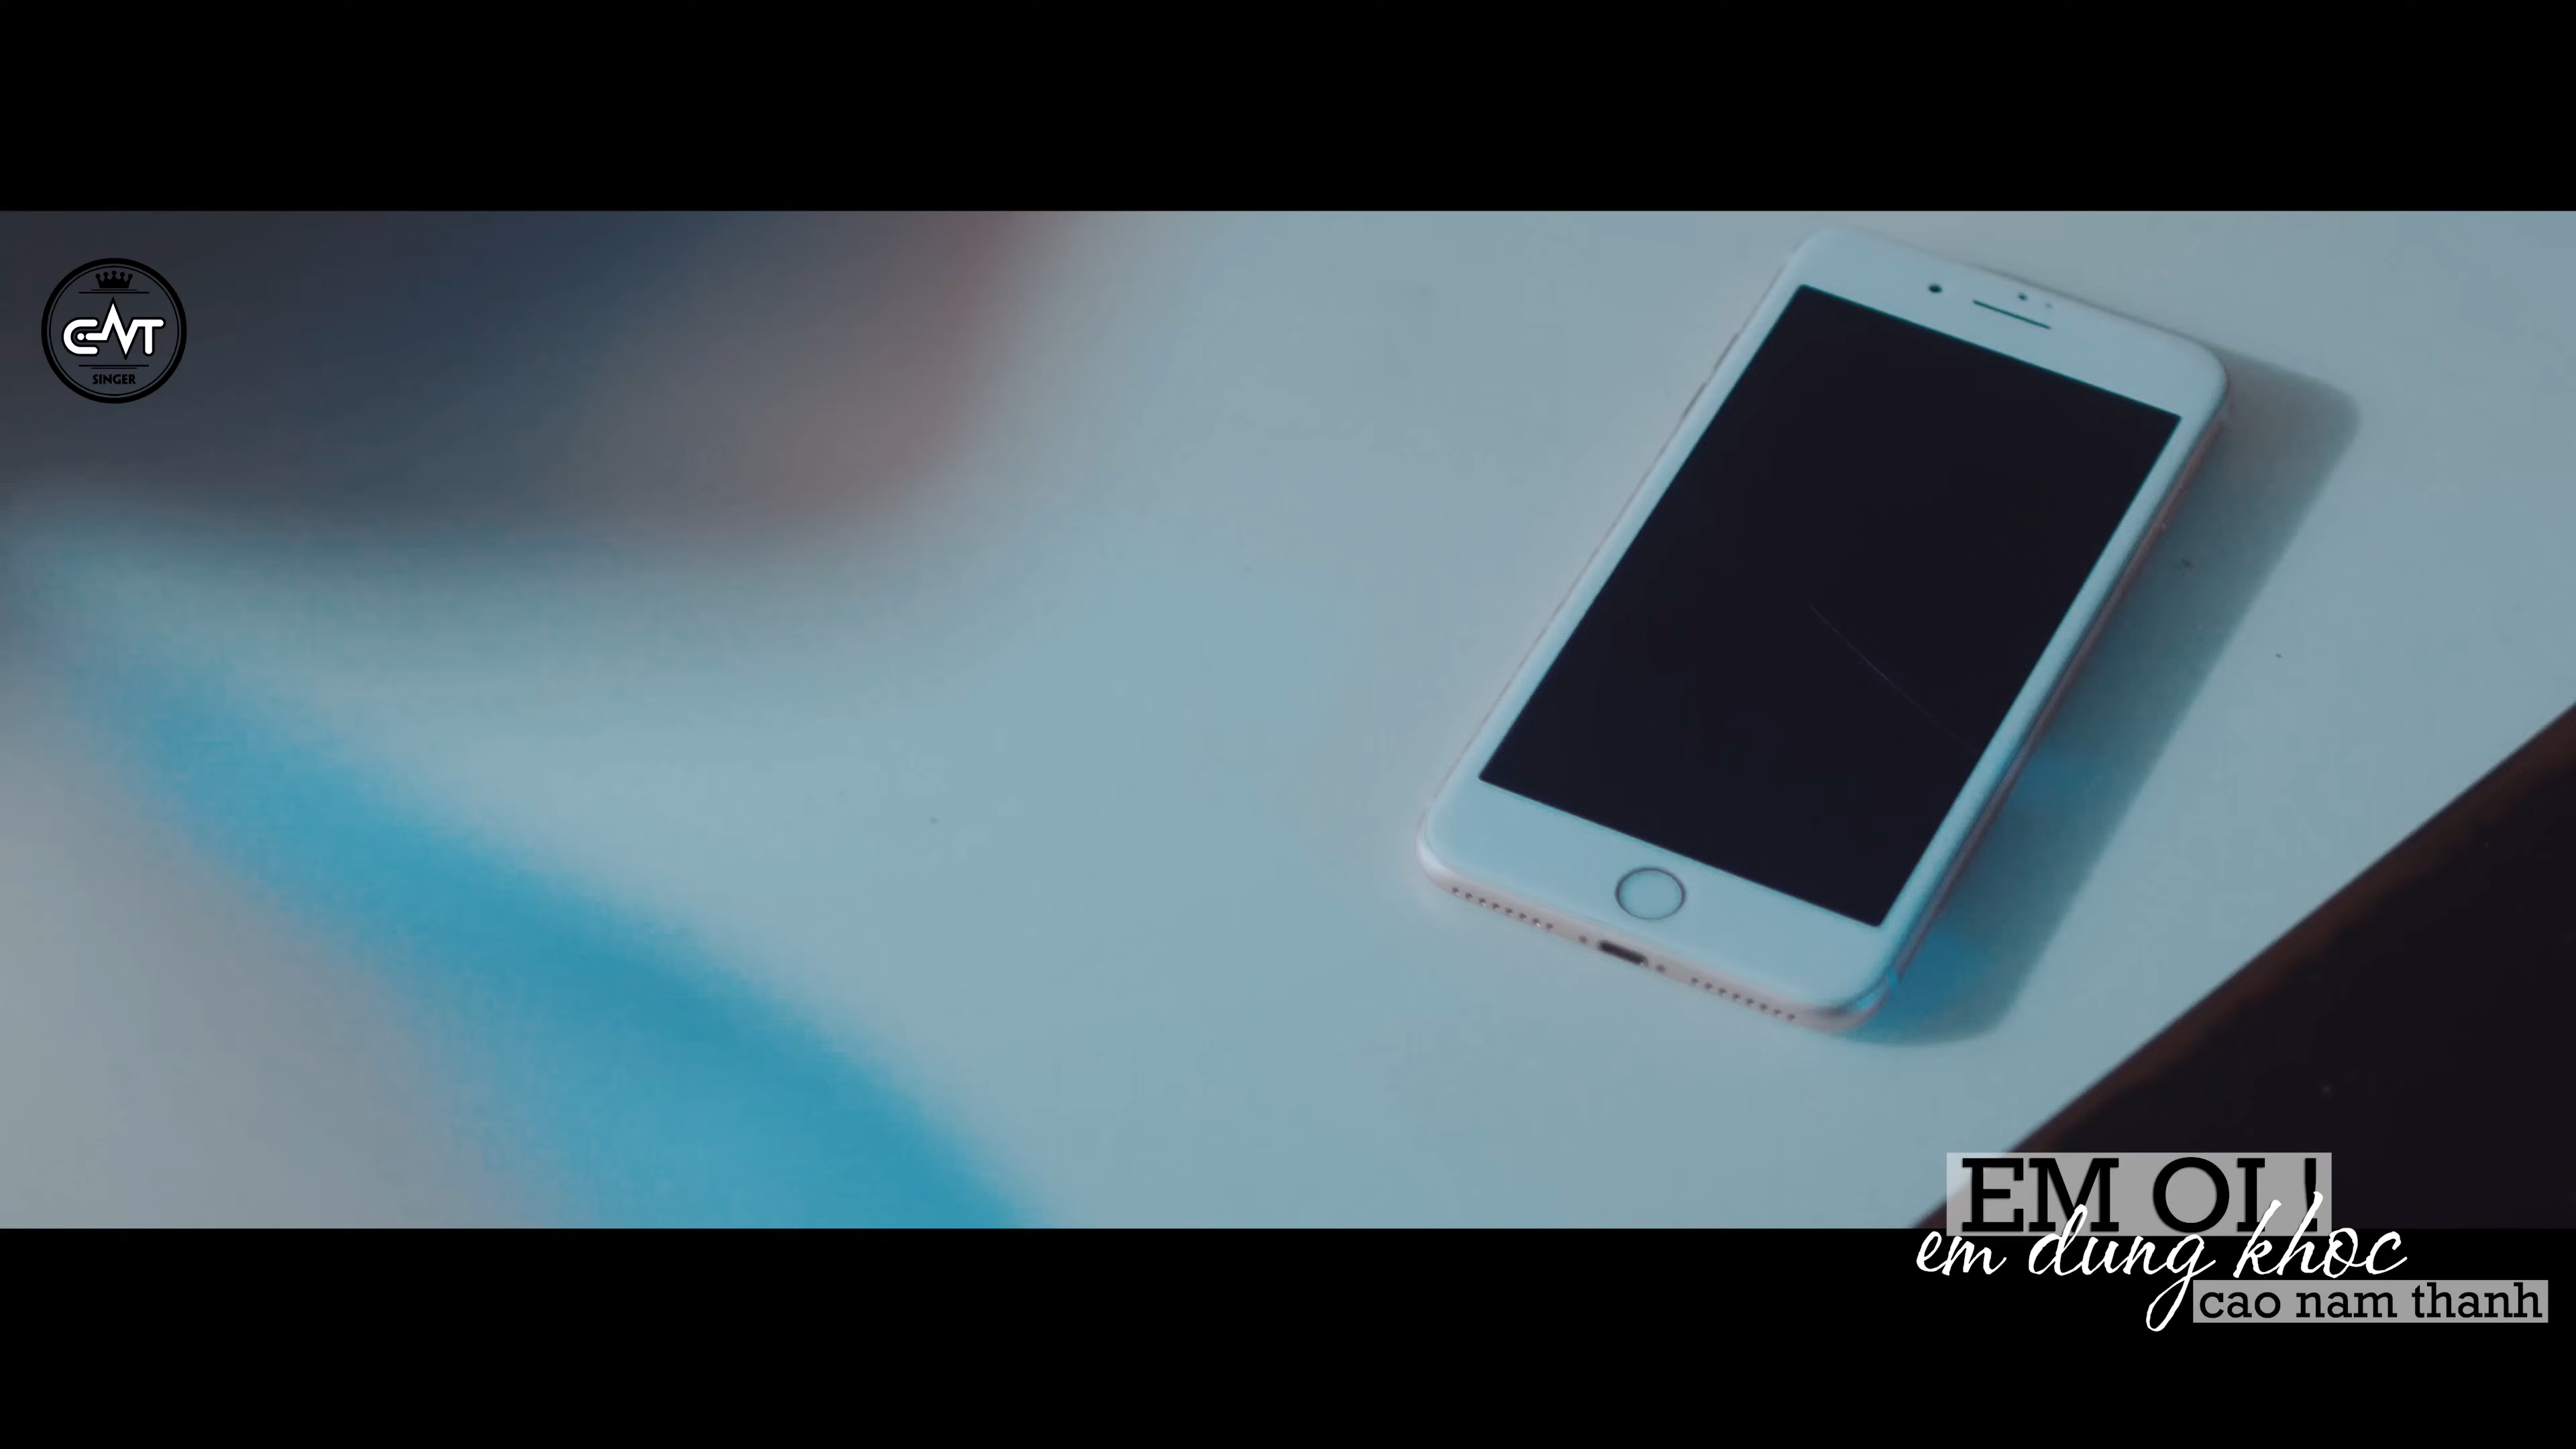 CNT
SINGER
EM OI !
em dung khoc
cao nam thanh